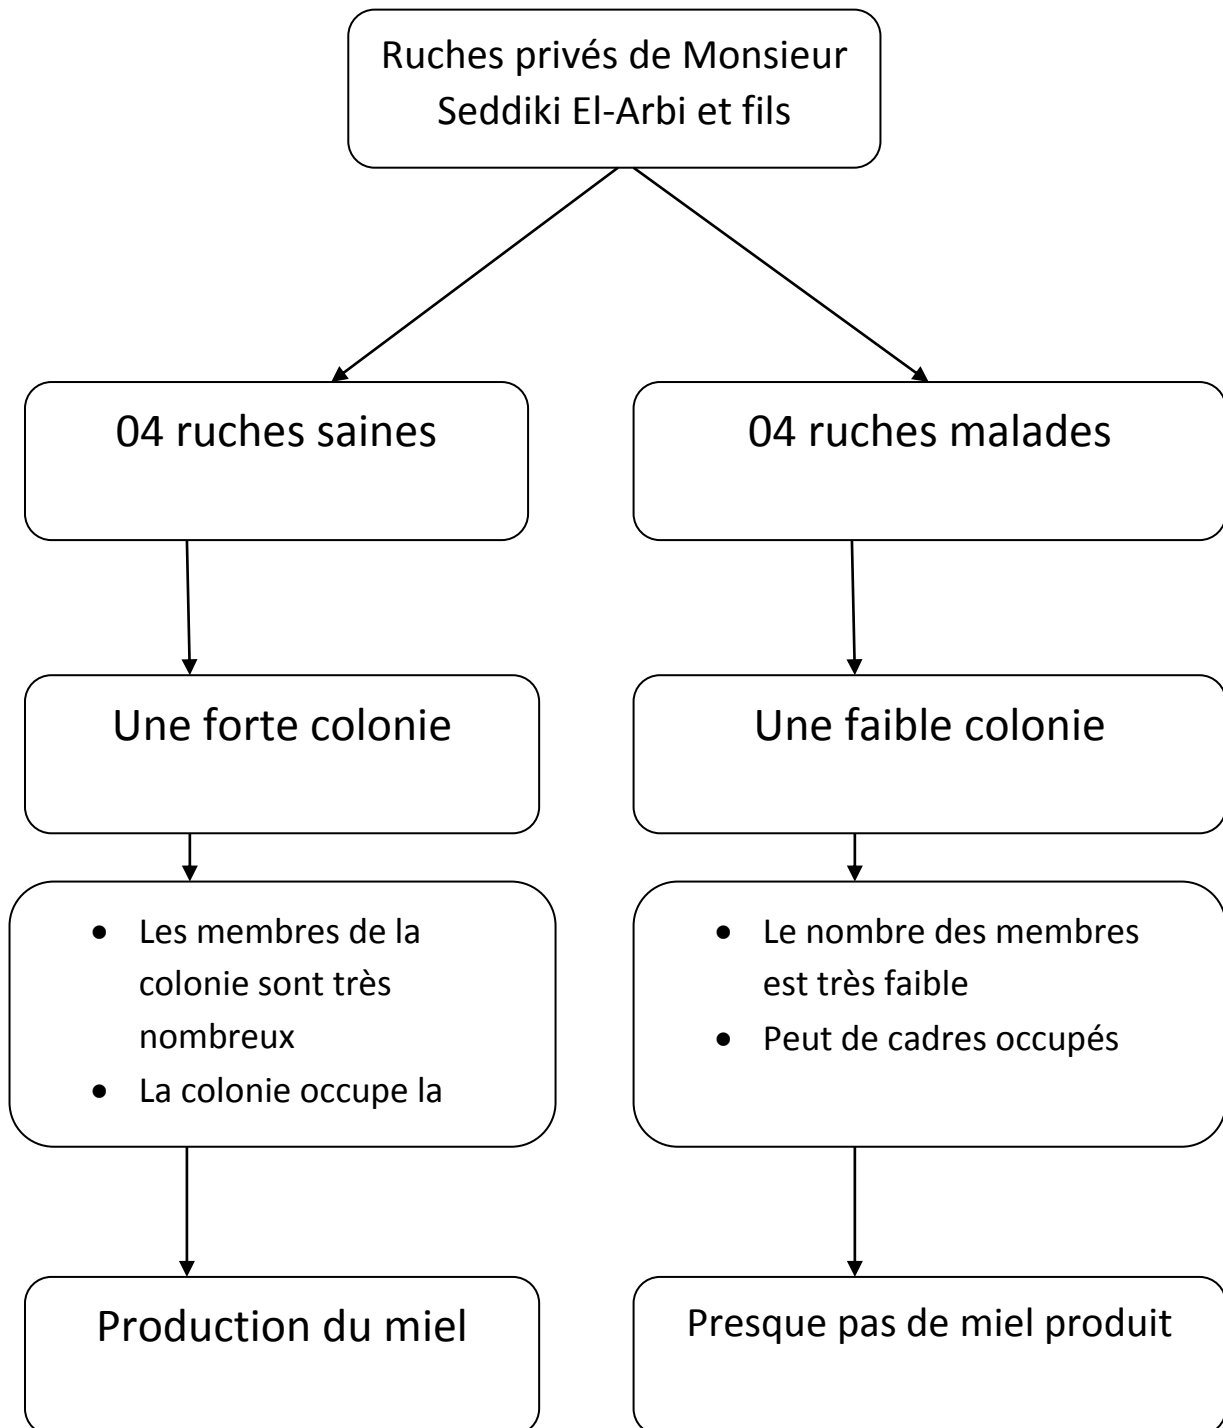 Ruches privés de Monsieur
Seddiki El-Arbi et fils
04 ruches saines
04 ruches malades
Une forte colonie
Une faible colonie
• Les membres de la
colonie sont très
nombreux
• La colonie occupe la
• Le nombre des membres
est très faible
• Peut de cadres occupés
Production du miel
Presque pas de miel produit